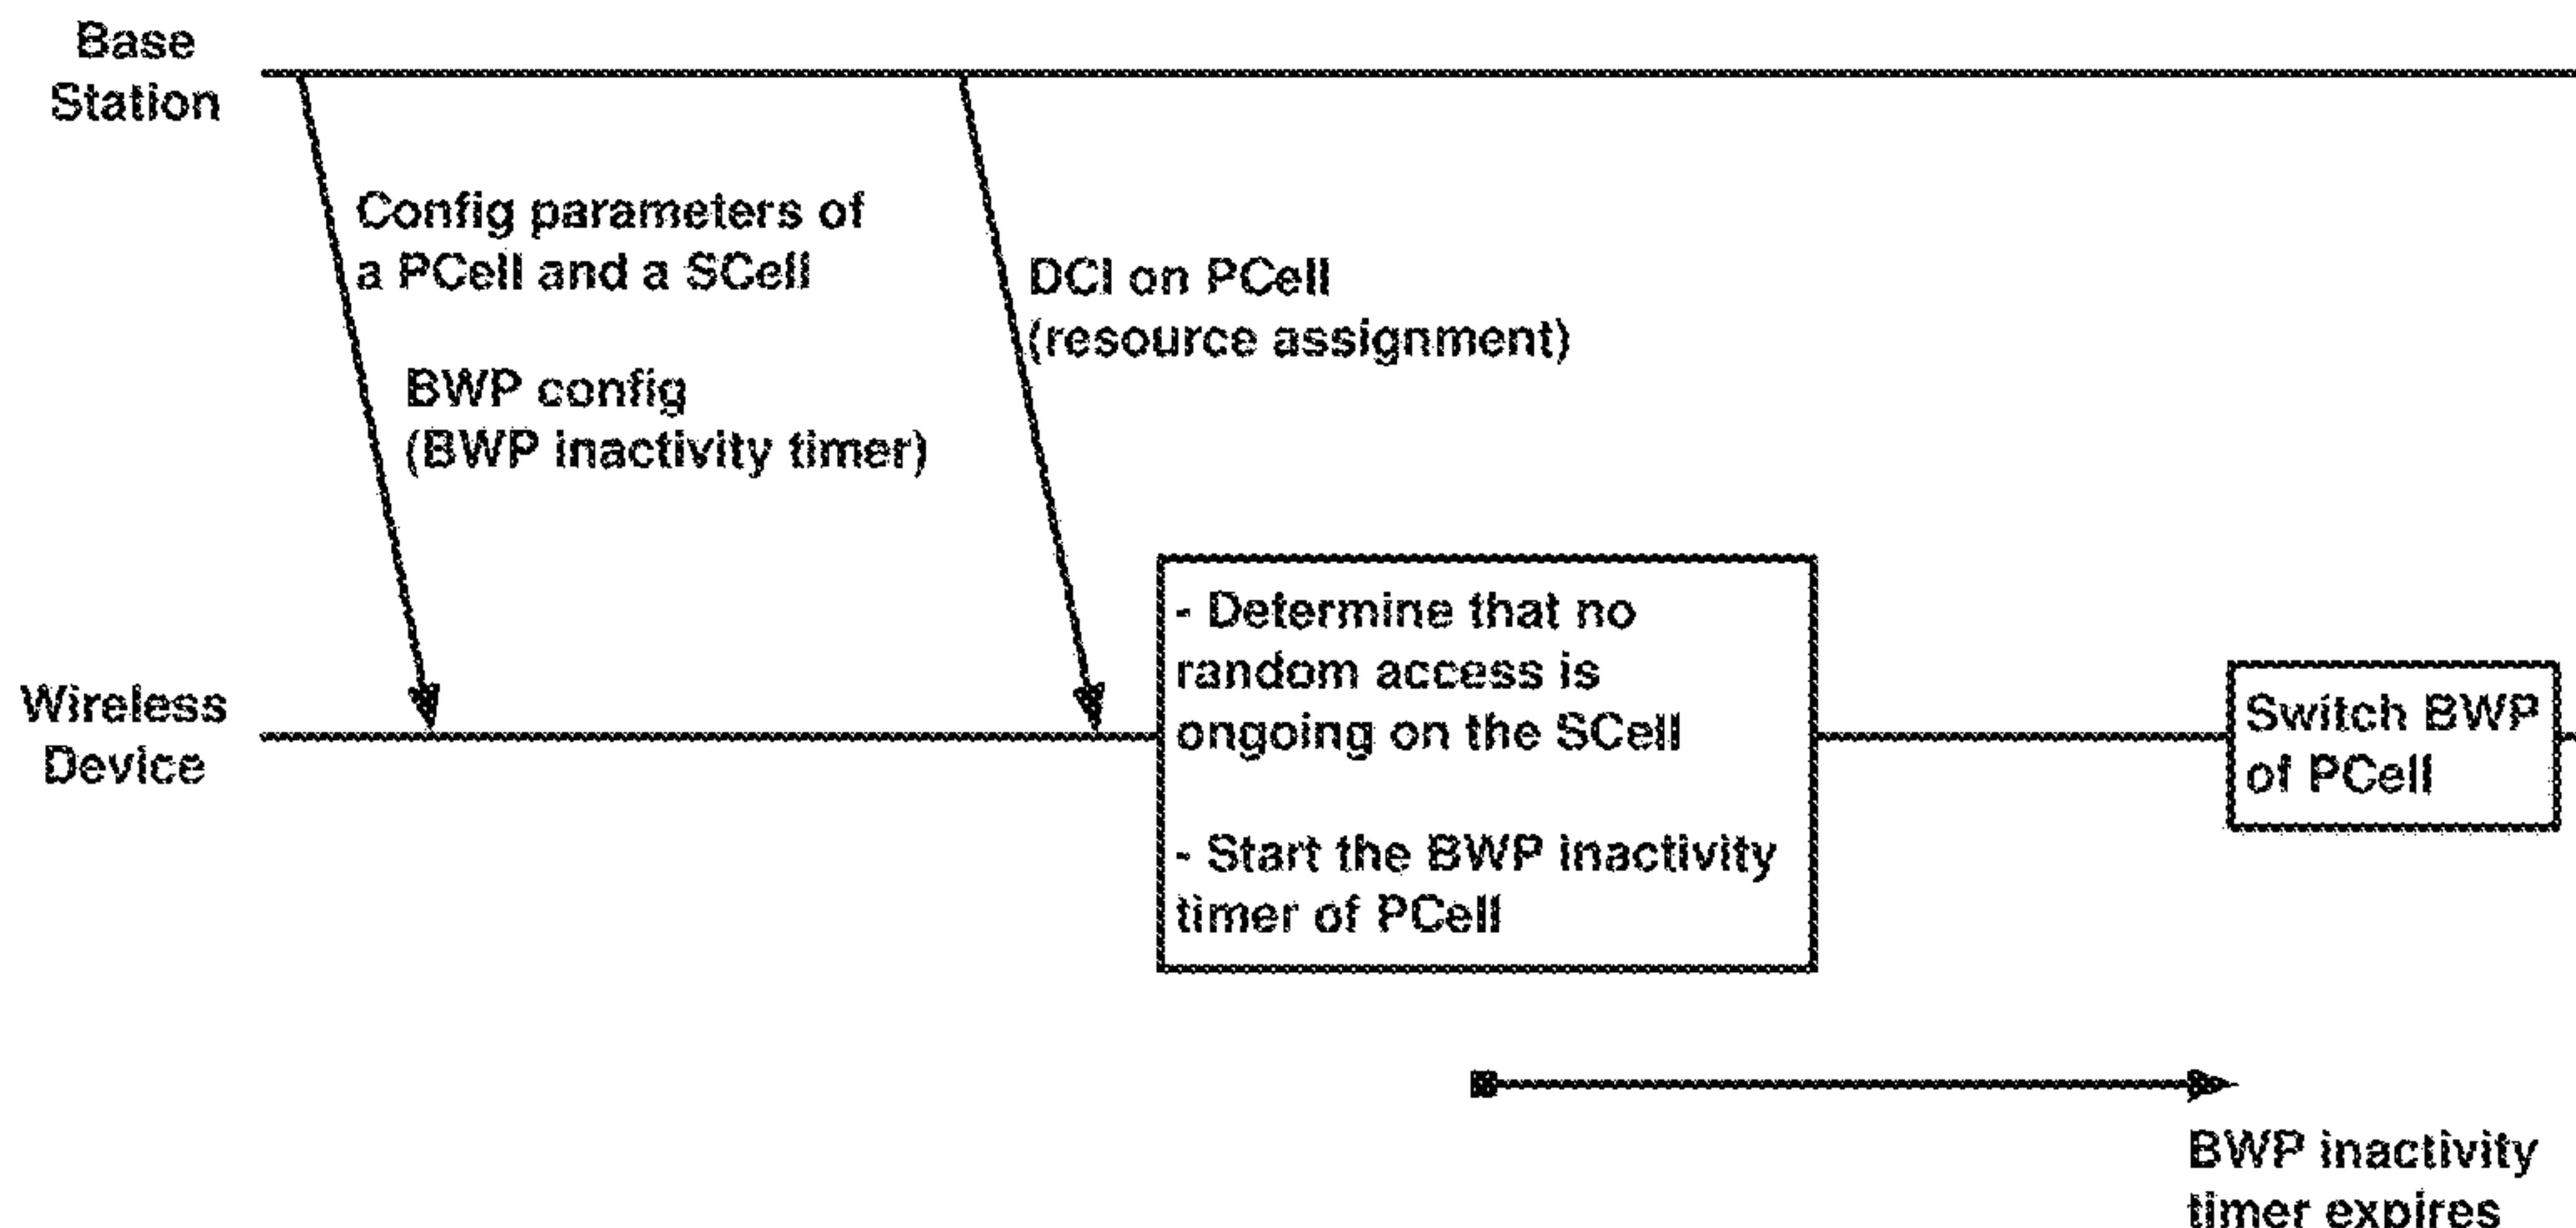 Base
Station
Config parameters of
a PCell and a SCell
BWP config
(BWP inactivity timer)
DCI on PCell
(resource assignment)
Wireless
Device
- Determine that no
random access is
ongoing on the SCell
- Start the BWP inactivity
timer of PCell
Switch BWP
of PCell
BWP inactivity
timer expires